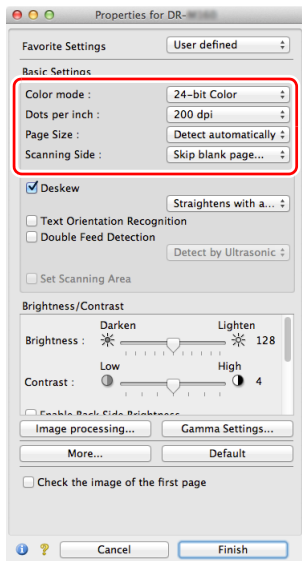 Properties for DR-
Favorite Settings User defined
Basic Settings
Color mode : 24-bit Color
Dots per inch : 200 dpi
Page Size : Detect automatically
Scanning Side : Skip blank page...
Deskew
Straightens with a...
Text Orientation Recognition
Double Feed Detection
Detect by Ultrasonic
Set Scanning Area
Brightness/Contrast
Darken Lighten
Brightness : 128
Low High
Contrast : 4
Enable Back Side Brightness
Image processing... Gamma Settings...
More... Default
Check the image of the first page
Cancel Finish